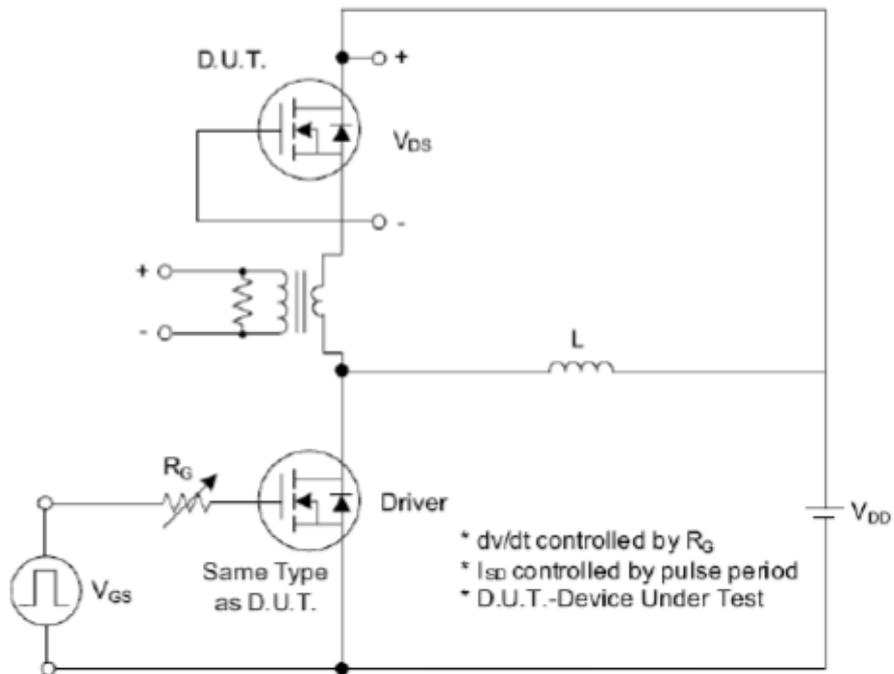 D.U.T.
+
VDS
-
+
-
L
RG
Driver
VGS
Same Type
as D.U.T.
VDD
* dv/dt controlled by RG
* ISD controlled by pulse period
* D.U.T.-Device Under Test